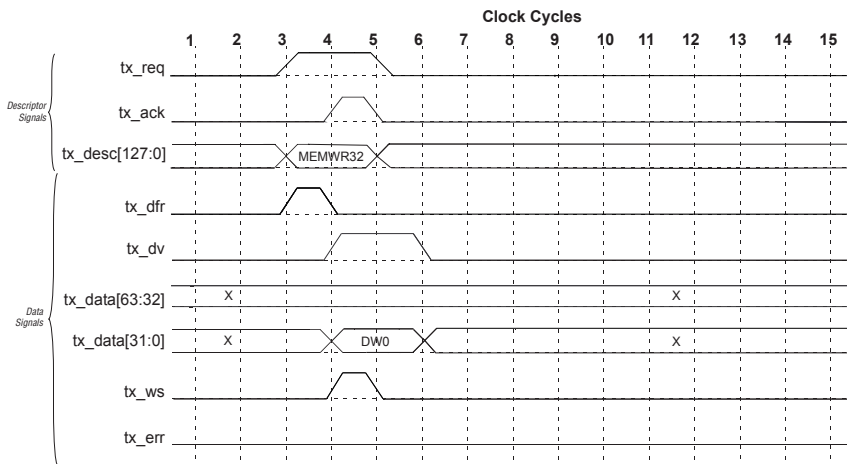 Clock Cycles
1 2 3 4 5 6 7 8 9 10 11 12 13 14 15
Descriptor
Signals
tx_req
tx_ack
tx_desc[127:0] MEMWR32
Data
Signals
tx_dfr
tx_dv
tx_data[63:32] X X
tx_data[31:0] X DW0 X
tx_ws
tx_err